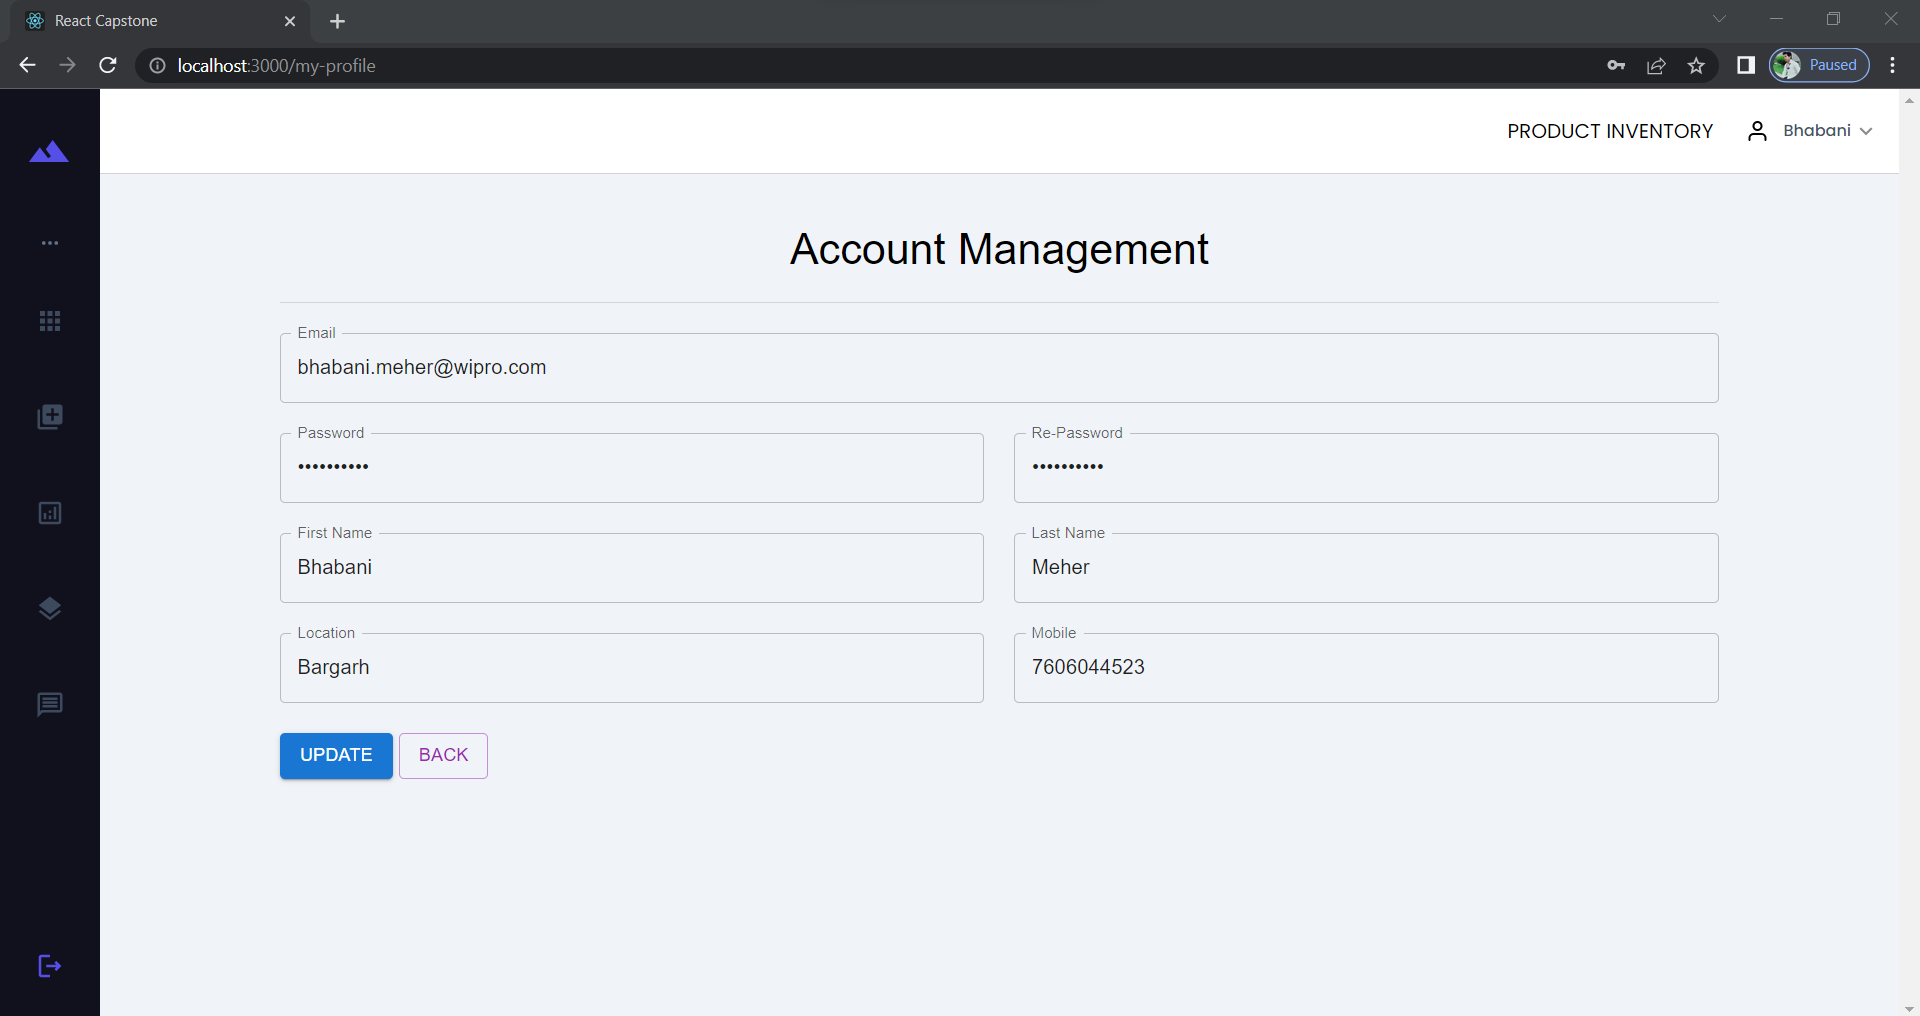 React Capstone
localhost:3000/my-profile
Paused
PRODUCT INVENTORY
Bhabani
Account Management
Email
bhabani.meher@wipro.com
Password
Re-Password
••••••••••
••••••••••
First Name
Last Name
Bhabani
Meher
Location
Mobile
Bargarh
7606044523
UPDATE
BACK